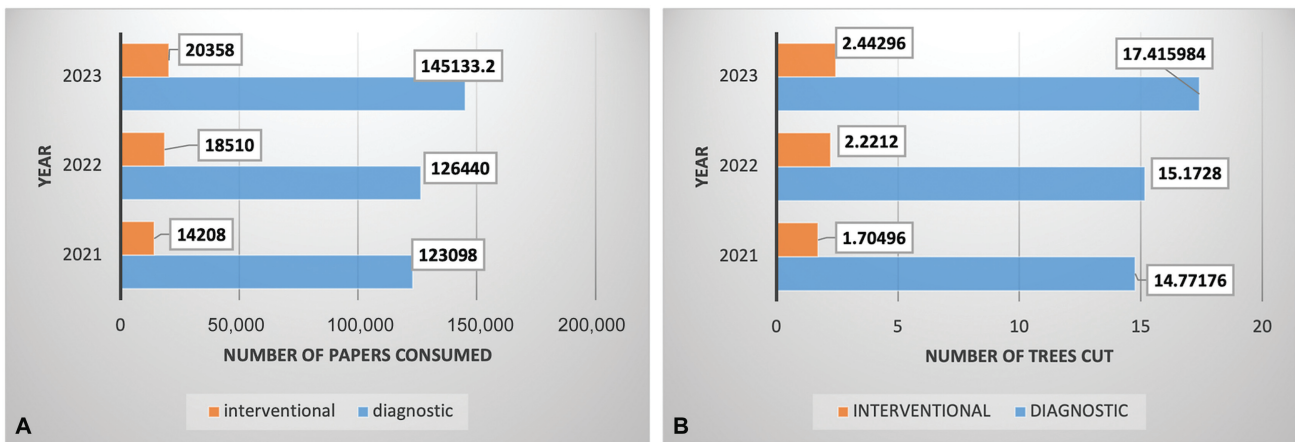 20358
2023
145133.2
18510
2022
126440
14208
2021
123098
YEAR
0 50,000 100,000 150,000 200,000
NUMBER OF PAPERS CONSUMED
interventional diagnostic
A
2.44296
17.415984
2023
2.2212
2022
15.1728
1.70496
2021
14.77176
YEAR
0 5 10 15 20
NUMBER OF TREES CUT
INTERVENTIONAL DIAGNOSTIC
B